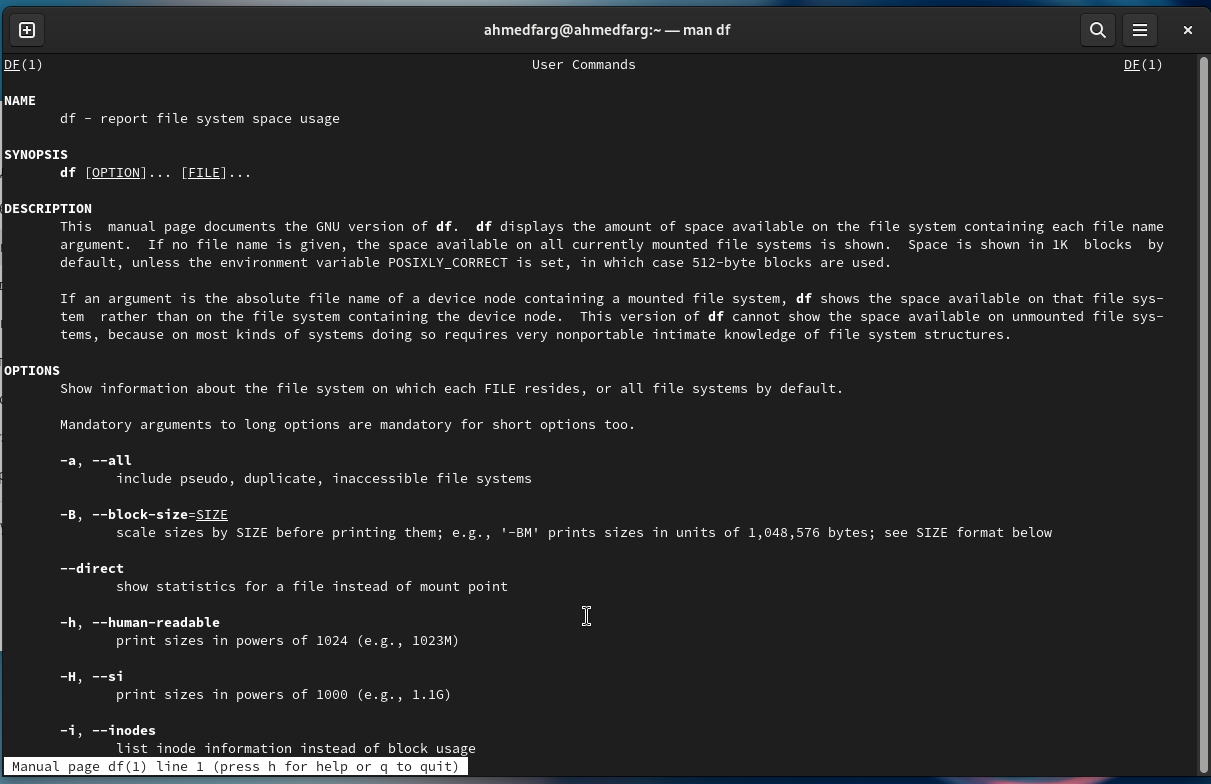 ahmedfarg@ahmedfarg:~ — man df
DF(1) User Commands DF(1)
NAME
df - report file system space usage
SYNOPSIS
df [OPTION]... [FILE]...
DESCRIPTION
This  manual page documents the GNU version of df.  df displays the amount of space available on the file system containing each file name
argument.  If no file name is given, the space available on all currently mounted file systems is shown.  Space is shown in 1K  blocks  by
default, unless the environment variable POSIXLY_CORRECT is set, in which case 512-byte blocks are used.
If an argument is the absolute file name of a device node containing a mounted file system, df shows the space available on that file sys-
tem  rather than on the file system containing the device node.  This version of df cannot show the space available on unmounted file sys-
tems, because on most kinds of systems doing so requires very nonportable intimate knowledge of file system structures.
OPTIONS
Show information about the file system on which each FILE resides, or all file systems by default.
Mandatory arguments to long options are mandatory for short options too.
-a, --all
include pseudo, duplicate, inaccessible file systems
-B, --block-size=SIZE
scale sizes by SIZE before printing them; e.g., '-BM' prints sizes in units of 1,048,576 bytes; see SIZE format below
--direct
show statistics for a file instead of mount point
-h, --human-readable
print sizes in powers of 1024 (e.g., 1023M)
-H, --si
print sizes in powers of 1000 (e.g., 1.1G)
-i, --inodes
list inode information instead of block usage
Manual page df(1) line 1 (press h for help or q to quit)